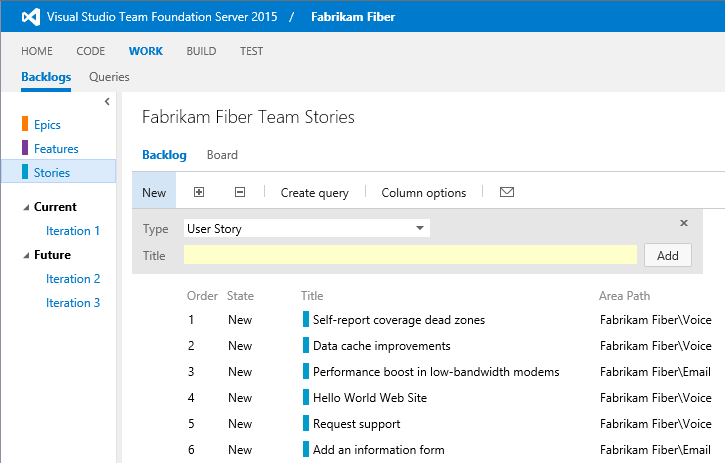 Visual Studio Team Foundation Server 2015 / Fabrikam Fiber
HOME CODE WORK BUILD TEST
Backlogs Queries
Epics
Features
Stories
Current
Iteration 1
Future
Iteration 2
Iteration 3
Fabrikam Fiber Team Stories
Backlog Board
New Create query Column options
Type User Story
Title Add
Order State Title Area Path
1 New Self-report coverage dead zones Fabrikam Fiber\Voice
2 New Data cache improvements Fabrikam Fiber\Voice
3 New Performance boost in low-bandwidth modems Fabrikam Fiber\Email
4 New Hello World Web Site Fabrikam Fiber\Voice
5 New Request support Fabrikam Fiber\Voice
6 New Add an information form Fabrikam Fiber\Email